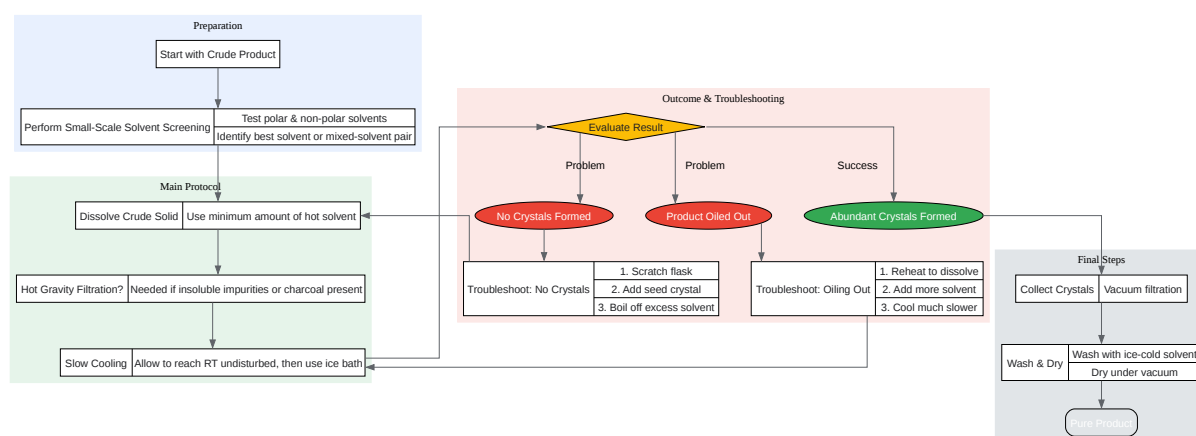 Preparation
Start with Crude Product
Perform Small-Scale Solvent Screening
Test polar & non-polar solvents
Identify best solvent or mixed-solvent pair
Main Protocol
Dissolve Crude Solid
Use minimum amount of hot solvent
Hot Gravity Filtration?
Needed if insoluble impurities or charcoal present
Slow Cooling
Allow to reach RT undisturbed, then use ice bath
Outcome & Troubleshooting
Evaluate Result
Problem
Problem
Success
No Crystals Formed
Product Oiled Out
Abundant Crystals Formed
Troubleshoot: No Crystals
1. Scratch flask
2. Add seed crystal
3. Boil off excess solvent
Troubleshoot: Oiling Out
1. Reheat to dissolve
2. Add more solvent
3. Cool much slower
Final Steps
Collect Crystals
Vacuum filtration
Wash & Dry
Wash with ice-cold solvent
Dry under vacuum
Pure Product